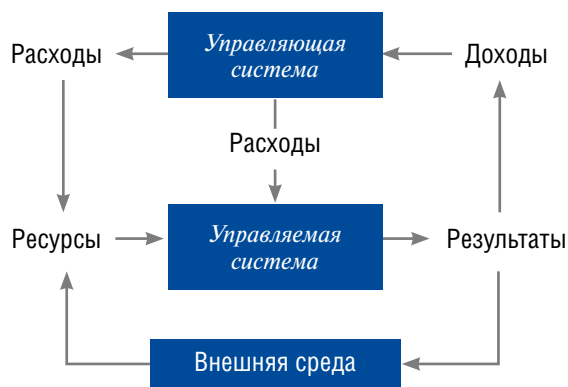 Расходы
Управляющая
система
Доходы
Расходы
Ресурсы
Управляемая
система
Результаты
Внешняя среда